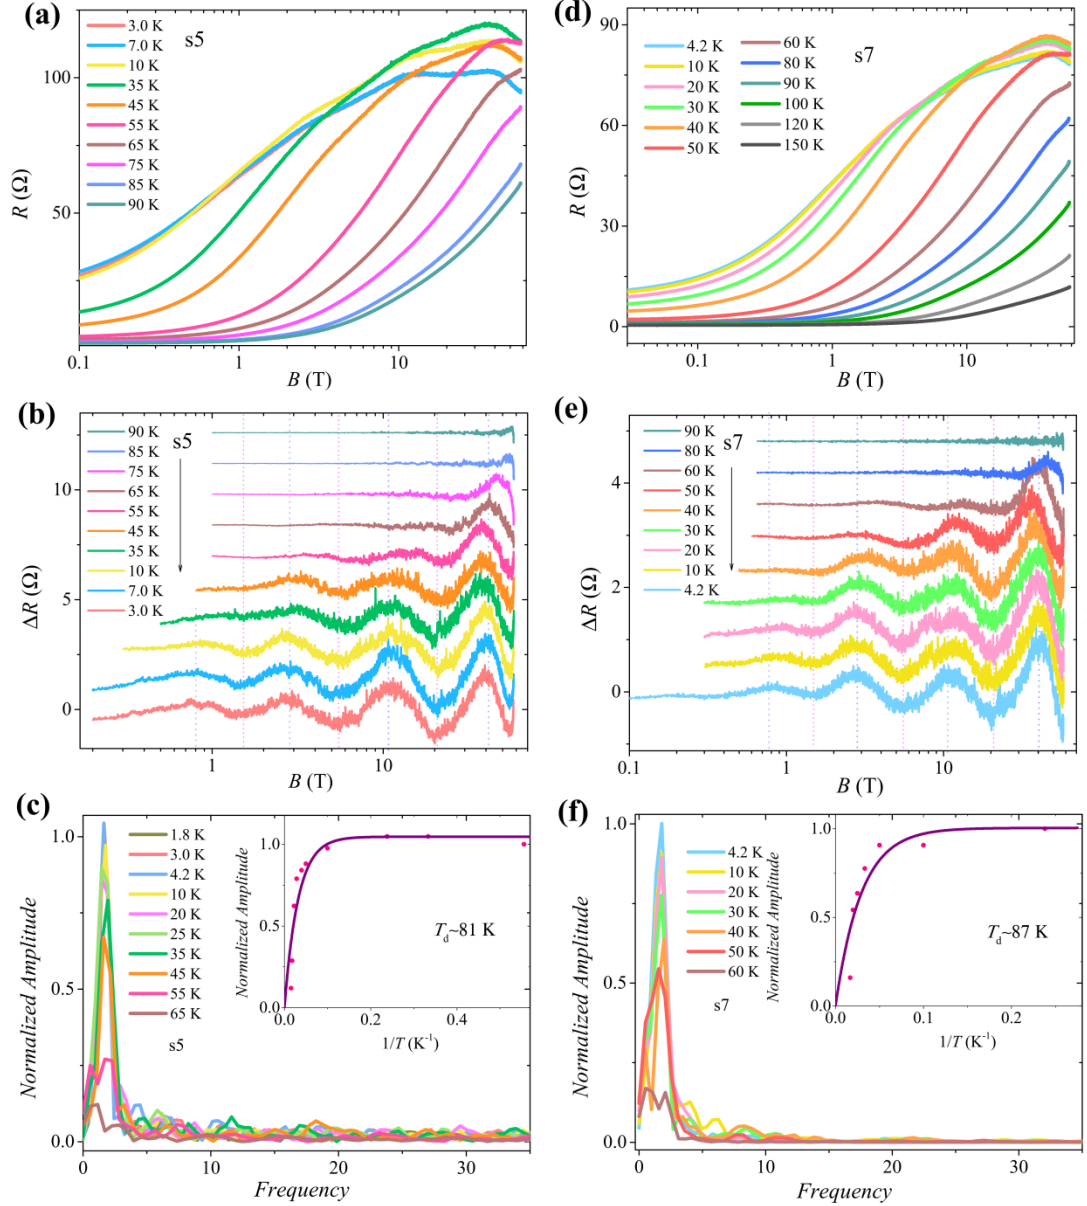 (a)
s5
3.0 K
7.0 K
10 K
35 K
45 K
55 K
65 K
75 K
85 K
90 K
100
50
R (Ω)
0.1
1
10
B (T)
(d)
s7
4.2 K
10 K
20 K
30 K
40 K
50 K
60 K
80 K
90 K
100 K
120 K
150 K
90
60
30
0
R (Ω)
0.1
1
10
B (T)
(b)
s5
90 K
85 K
75 K
65 K
55 K
45 K
35 K
10 K
7.0 K
3.0 K
10
5
0
ΔR (Ω)
1
10
B (T)
(e)
s7
90 K
80 K
60 K
50 K
40 K
30 K
20 K
10 K
4.2 K
4
2
0
ΔR (Ω)
0.1
1
10
B (T)
(c)
1.8 K
3.0 K
4.2 K
10 K
20 K
25 K
35 K
45 K
55 K
65 K
s5
1.0
0.5
0.0
Normalized Amplitude
0
10
20
30
Frequency
1.0
0.5
0.0
Normalized Amplitude
Td~81 K
0.0
0.2
0.4
1/T (K-1)
(f)
4.2 K
10 K
20 K
30 K
40 K
50 K
60 K
s7
1.0
0.5
0.0
Normalized Amplitude
0
10
20
30
Frequency
1.0
0.5
0.0
Normalized Amplitude
Td~87 K
0.0
0.1
0.2
1/T (K-1)